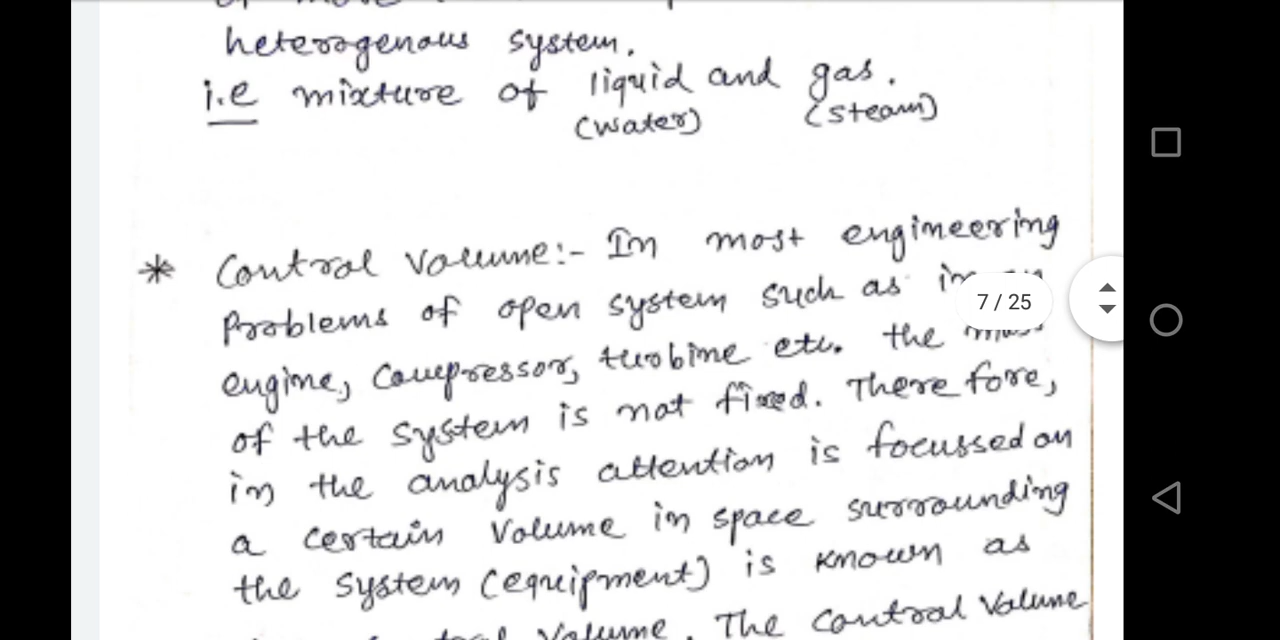 heterogenous system.
i.e mixture of liquid and gas.
(water) (steam)
* Control volume:- In most engineering
Problems of open system such as in
7 / 25
engine, Compressor, turbine etc. the
of the system is not fixed. There fore,
in the analysis attention is focussed on
a certain Volume in space surrounding
the system (equipment) is known as
Volume. The control Volume